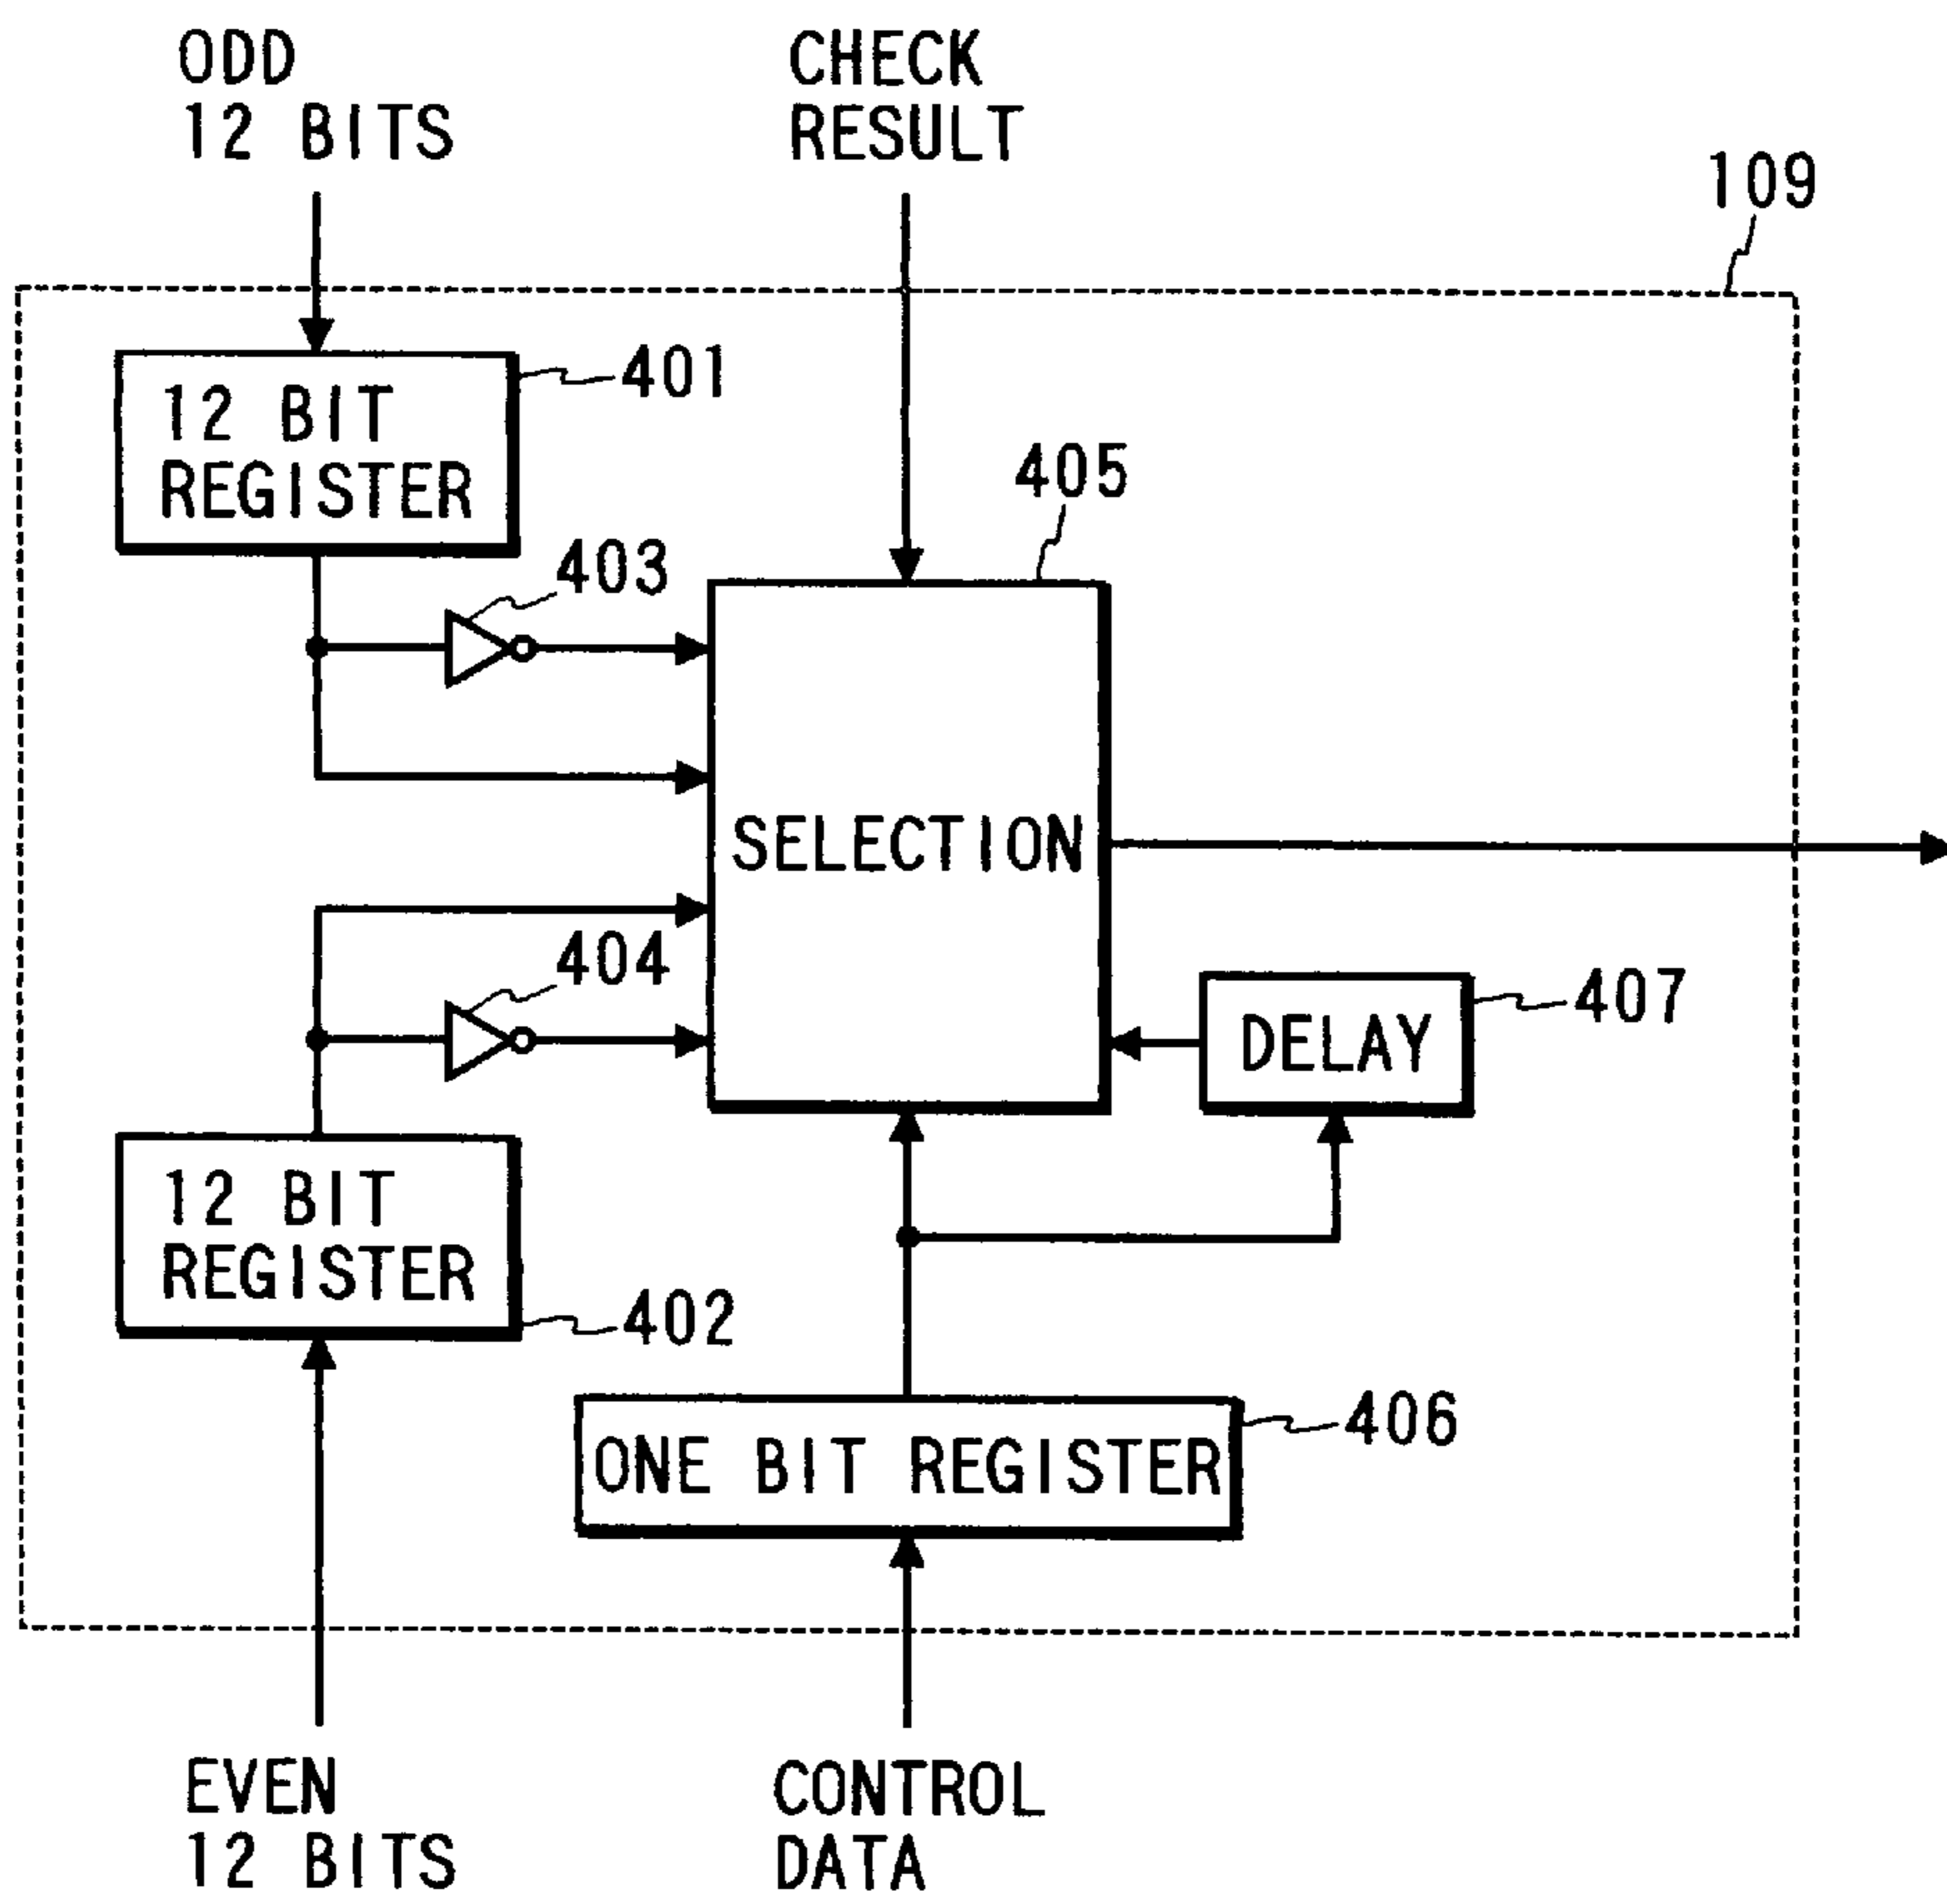 ODD
12 BITS
CHECK
RESULT
109
12 BIT
REGISTER
401
405
403
SELECTION
404
407
DELAY
12 BIT
REGISTER
402
406
ONE BIT REGISTER
EVEN
12 BITS
CONTROL
DATA